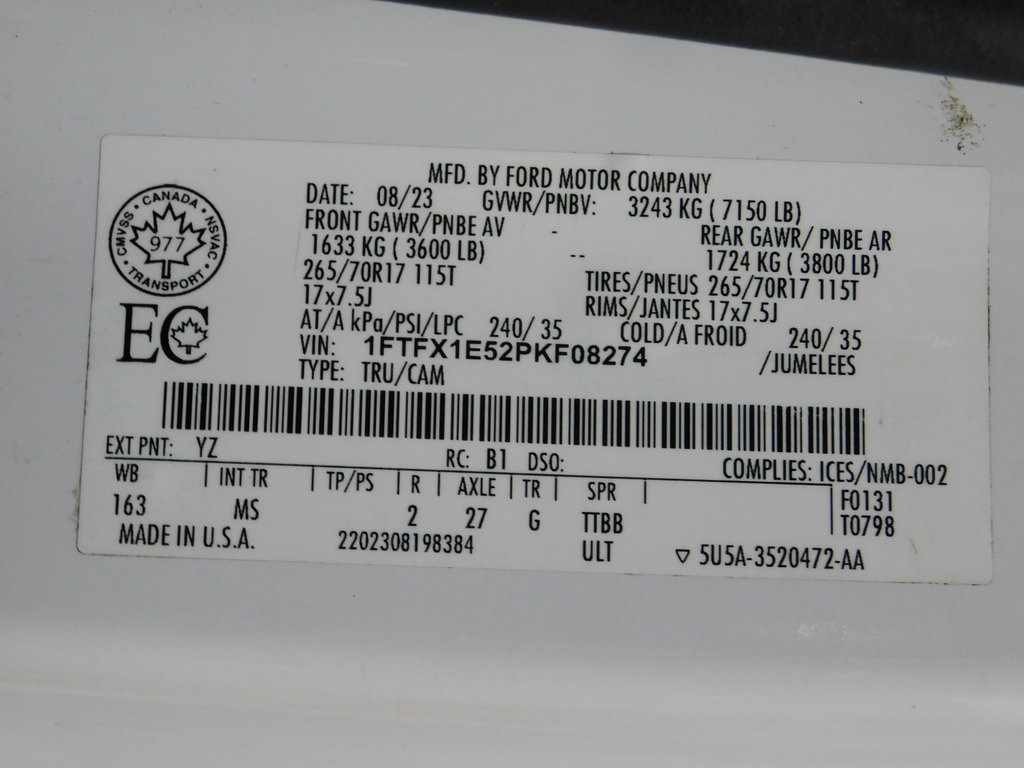 MFD. BY FORD MOTOR COMPANY
DATE: 08/23 GVWR/PNBV: 3243 KG ( 7150 LB)
FRONT GAWR/PNBE AV - REAR GAWR/ PNBE AR
1633 KG ( 3600 LB) -- 1724 KG ( 3800 LB)
265/70R17 115T TIRES/PNEUS 265/70R17 115T
17x7.5J RIMS/JANTES 17x7.5J
AT/A kPa/PSI/LPC 240/ 35 COLD/A FROID 240/ 35
VIN: 1FTFX1E52PKF08274 /JUMELEES
TYPE: TRU/CAM
CANADA
CMVSS • NSVAC
977
TRANSPORT
EC
EXT PNT: YZ RC: B1 DSO: COMPLIES: ICES/NMB-002
WB | INT TR | TP/PS | R | AXLE | TR | SPR | F0131
163 MS 2 27 G TTBB T0798
MADE IN U.S.A. 2202308198384 ULT ▽ 5U5A-3520472-AA